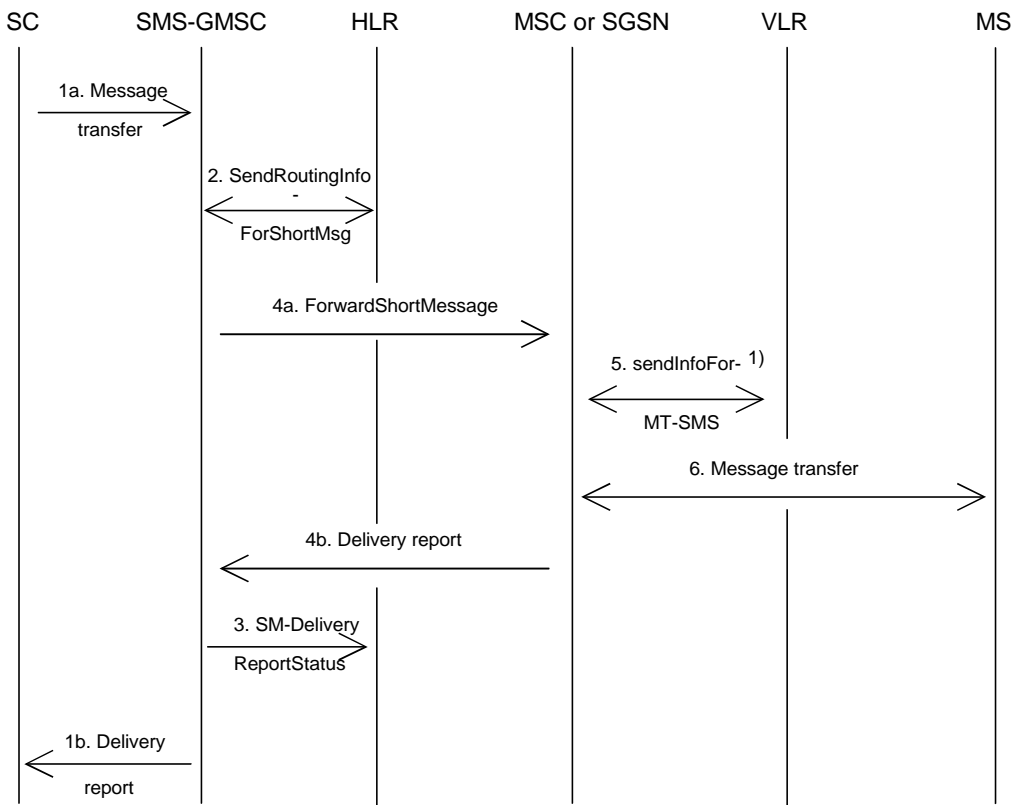 SC SMS-GMSC HLR MSC or SGSN VLR MS
1a. Message
transfer
2. SendRoutingInfo
-
ForShortMsg
4a. ForwardShortMessage
5. sendInfoFor- 1)
MT-SMS
6. Message transfer
4b. Delivery report
3. SM-Delivery
ReportStatus
1b. Delivery
report